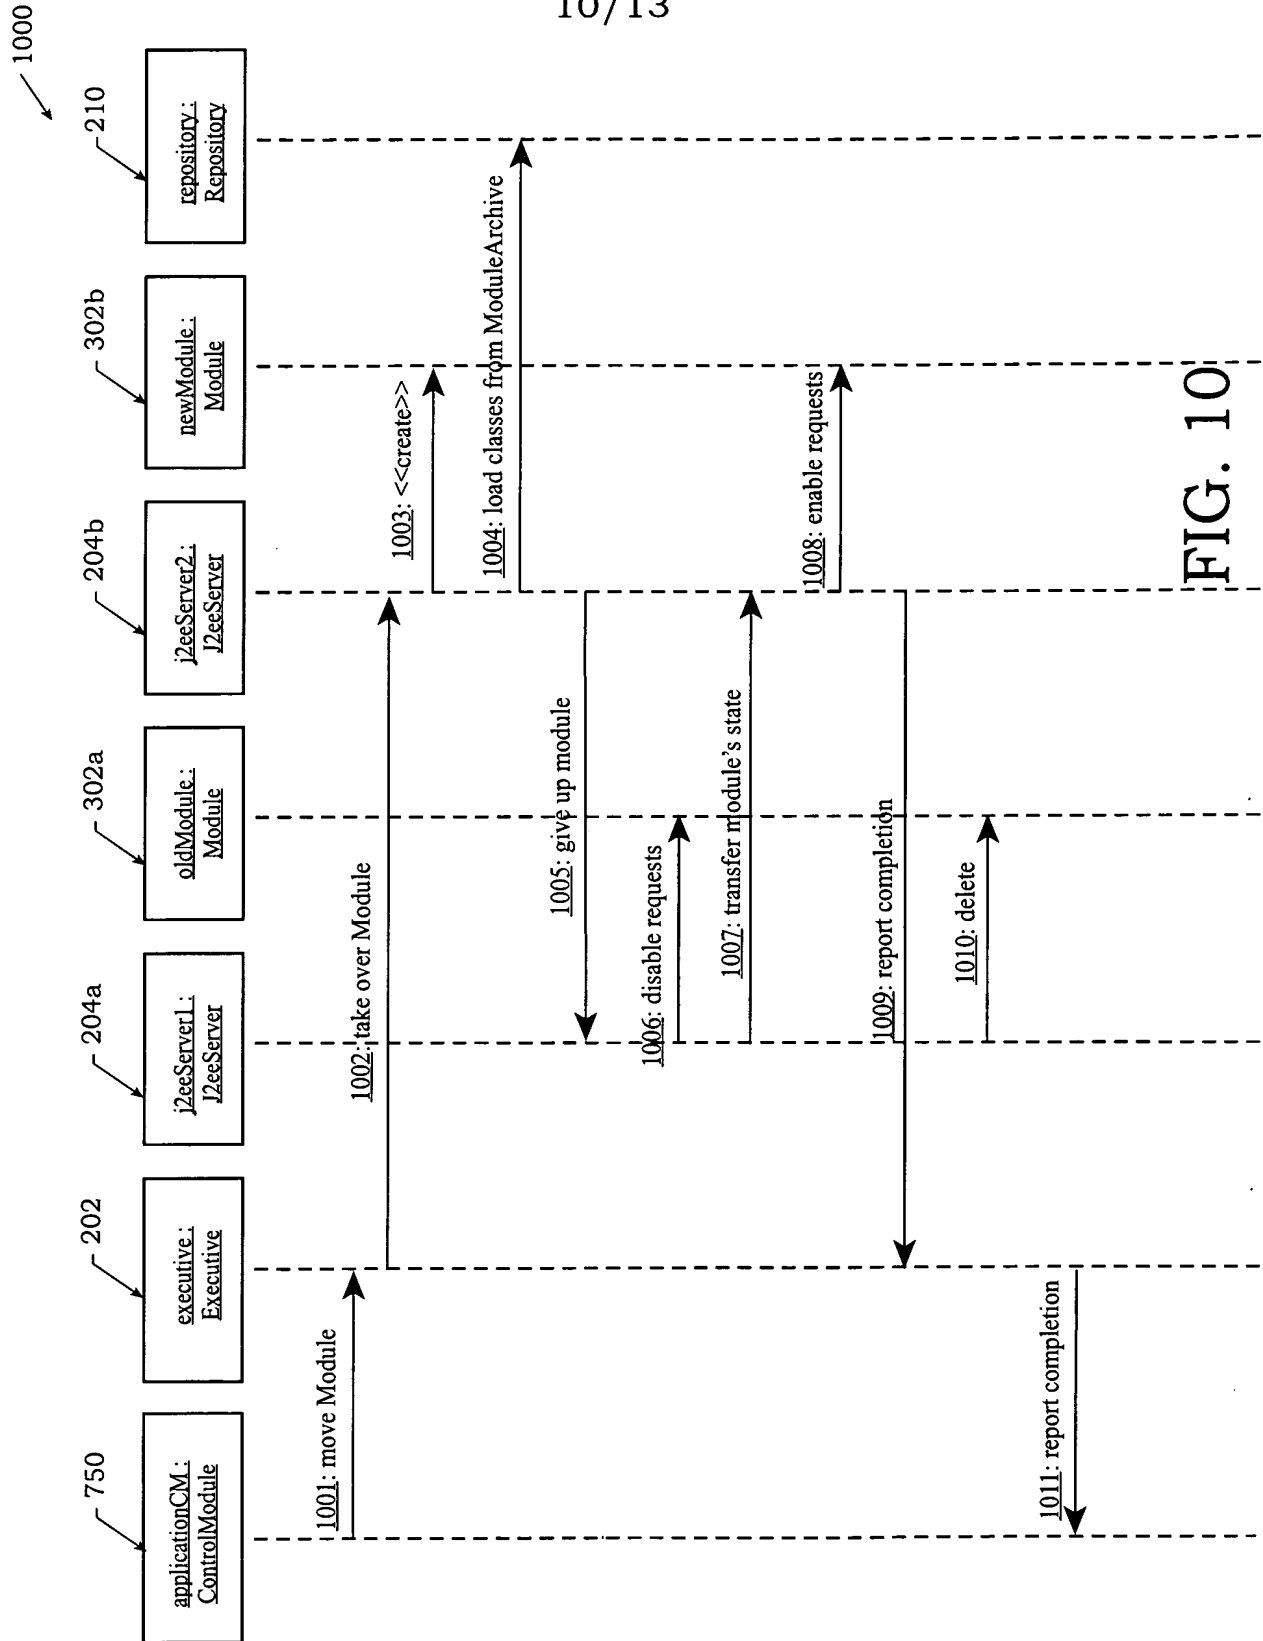 10/13
1000
750
202
204a
302a
204b
302b
210
applicationCM :
ControlModule
executive :
Executive
j2eeServer1 :
J2eeServer
oldModule :
Module
j2eeServer2 :
J2eeServer
newModule :
Module
repository :
Repository
1001: move Module
1002: take over Module
1003: <<create>>
1004: load classes from ModuleArchive
1005: give up module
1006: disable requests
1007: transfer module's state
1008: enable requests
1009: report completion
1010: delete
1011: report completion
FIG. 10